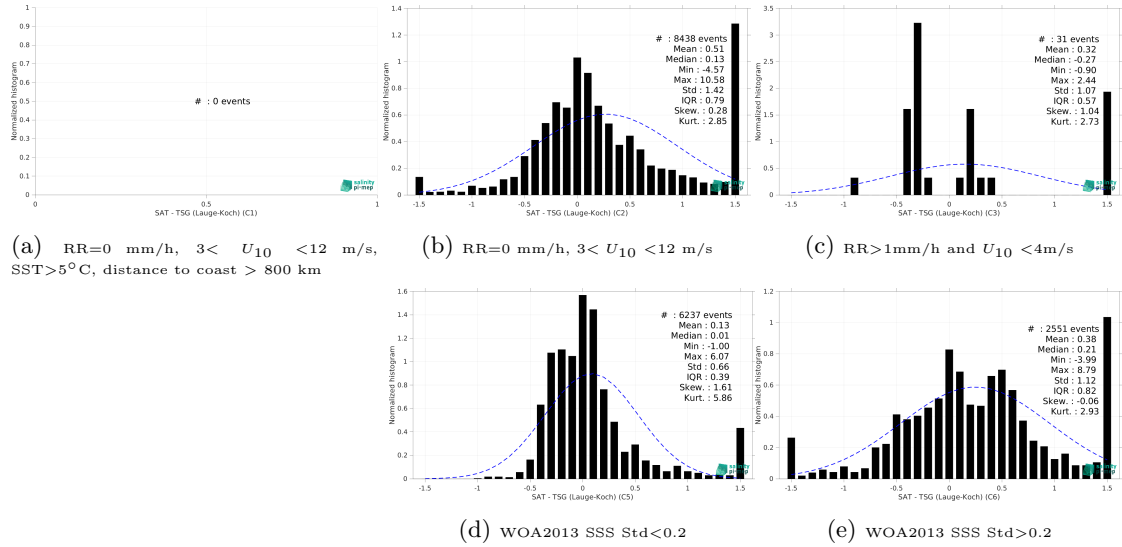 1
0.9
0.8
0.7
0.6
0.5
0.4
0.3
0.2
0.1
0
Normalized histogram
# : 0 events
0 0.5 1
SAT - TSG (Lauge-Koch) (C1)
salinity
pi-mep
(a) RR=0 mm/h, 3< U10 <12 m/s,
SST>5°C, distance to coast > 800 km
1.4
1.2
1
0.8
0.6
0.4
0.2
0
Normalized histogram
# : 8438 events
Mean : 0.51
Median : 0.13
Min : -4.57
Max : 10.58
Std : 1.42
IQR : 0.79
Skew. : 0.28
Kurt. : 2.85
-1.5 -1 -0.5 0 0.5 1 1.5
SAT - TSG (Lauge-Koch) (C2)
salinity
pi-mep
(b) RR=0 mm/h, 3< U10 <12 m/s
3.5
3
2.5
2
1.5
1
0.5
0
Normalized histogram
# : 31 events
Mean : 0.32
Median : -0.27
Min : -0.90
Max : 2.44
Std : 1.07
IQR : 0.57
Skew. : 1.04
Kurt. : 2.73
-1.5 -1 -0.5 0 0.5 1 1.5
SAT - TSG (Lauge-Koch) (C3)
salinity
pi-mep
(c) RR>1mm/h and U10 <4m/s
1.6
1.4
1.2
1
0.8
0.6
0.4
0.2
0
Normalized histogram
# : 6237 events
Mean : 0.13
Median : 0.01
Min : -1.00
Max : 6.07
Std : 0.66
IQR : 0.39
Skew. : 1.61
Kurt. : 5.86
-1.5 -1 -0.5 0 0.5 1 1.5
SAT - TSG (Lauge-Koch) (C5)
salinity
pi-mep
(d) WOA2013 SSS Std<0.2
1.2
1
0.8
0.6
0.4
0.2
0
Normalized histogram
# : 2551 events
Mean : 0.38
Median : 0.21
Min : -3.99
Max : 8.79
Std : 1.12
IQR : 0.82
Skew. : -0.06
Kurt. : 2.93
-1.5 -1 -0.5 0 0.5 1 1.5
SAT - TSG (Lauge-Koch) (C6)
salinity
pi-mep
(e) WOA2013 SSS Std>0.2